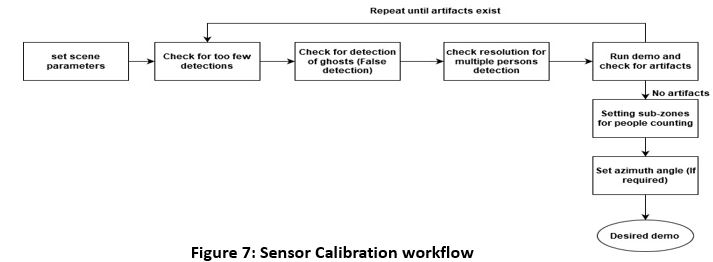 Repeat until artifacts exist
set scene
parameters
Check for too few
detections
Check for detection
of ghosts (False
detection)
check resolution for
multiple persons
detection
Run demo and
check for artifacts
No artifacts
Setting sub-zones
for people counting
Set azimuth angle (If
required)
Desired demo
Figure 7: Sensor Calibration workflow